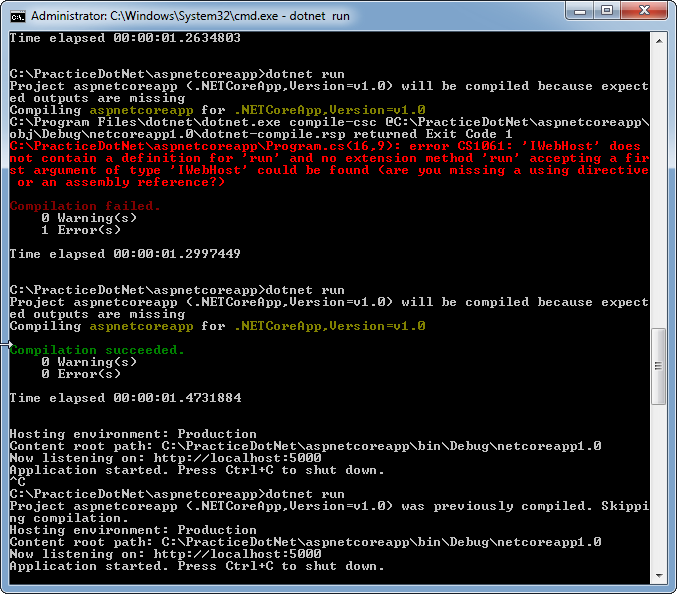 Administrator: C:\Windows\System32\cmd.exe - dotnet  run
Time elapsed 00:00:01.2634803
C:\PracticeDotNet\aspnetcoreapp>dotnet run
Project aspnetcoreapp (.NETCoreApp,Version=v1.0) will be compiled because expect
ed outputs are missing
Compiling aspnetcoreapp for .NETCoreApp,Version=v1.0
C:\Program Files\dotnet\dotnet.exe compile-csc @C:\PracticeDotNet\aspnetcoreapp\
obj\Debug\netcoreapp1.0\dotnet-compile.rsp returned Exit Code 1
C:\PracticeDotNet\aspnetcoreapp\Program.cs(16,9): error CS1061: 'IWebHost' does
not contain a definition for 'run' and no extension method 'run' accepting a fir
st argument of type 'IWebHost' could be found (are you missing a using directive
 or an assembly reference?)
Compilation failed.
    0 Warning(s)
    1 Error(s)
Time elapsed 00:00:01.2997449
C:\PracticeDotNet\aspnetcoreapp>dotnet run
Project aspnetcoreapp (.NETCoreApp,Version=v1.0) will be compiled because expect
ed outputs are missing
Compiling aspnetcoreapp for .NETCoreApp,Version=v1.0
Compilation succeeded.
    0 Warning(s)
    0 Error(s)
Time elapsed 00:00:01.4731884
Hosting environment: Production
Content root path: C:\PracticeDotNet\aspnetcoreapp\bin\Debug\netcoreapp1.0
Now listening on: http://localhost:5000
Application started. Press Ctrl+C to shut down.
^C
C:\PracticeDotNet\aspnetcoreapp>dotnet run
Project aspnetcoreapp (.NETCoreApp,Version=v1.0) was previously compiled. Skippi
ng compilation.
Hosting environment: Production
Content root path: C:\PracticeDotNet\aspnetcoreapp\bin\Debug\netcoreapp1.0
Now listening on: http://localhost:5000
Application started. Press Ctrl+C to shut down.